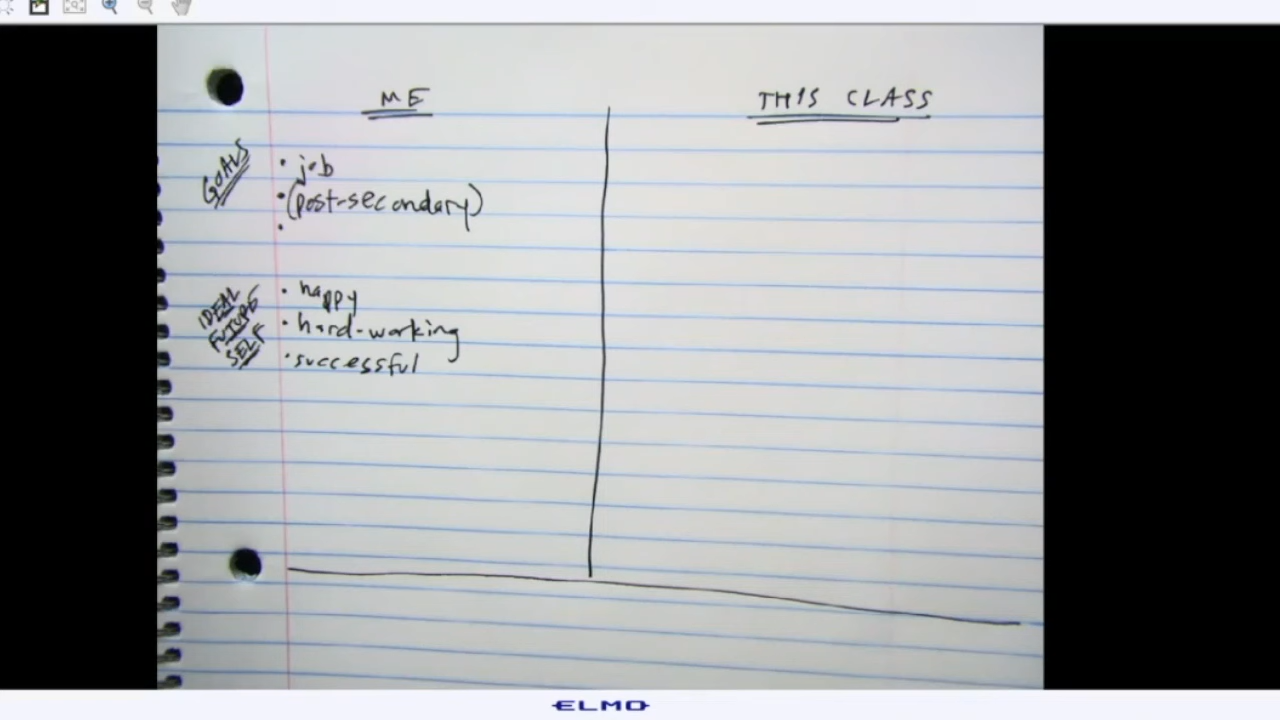 ME
THIS CLASS
GOALS
• job
• (post-secondary)
•
IDEAL
FUTURE
SELF
• happy
• hard-working
• successful
ELMO